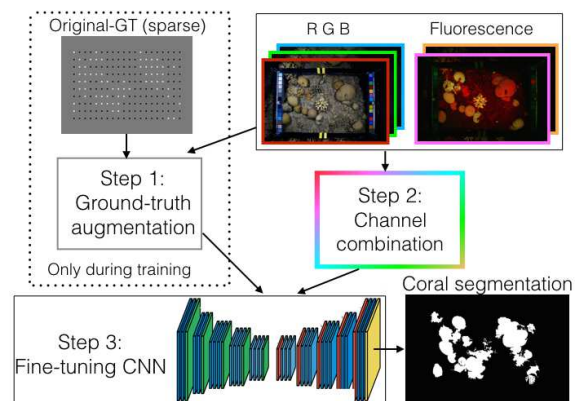 Original-GT (sparse)
R G B
Fluorescence
Step 1:
Ground-truth
augmentation
Only during training
Step 2:
Channel
combination
Step 3:
Fine-tuning CNN
Coral segmentation